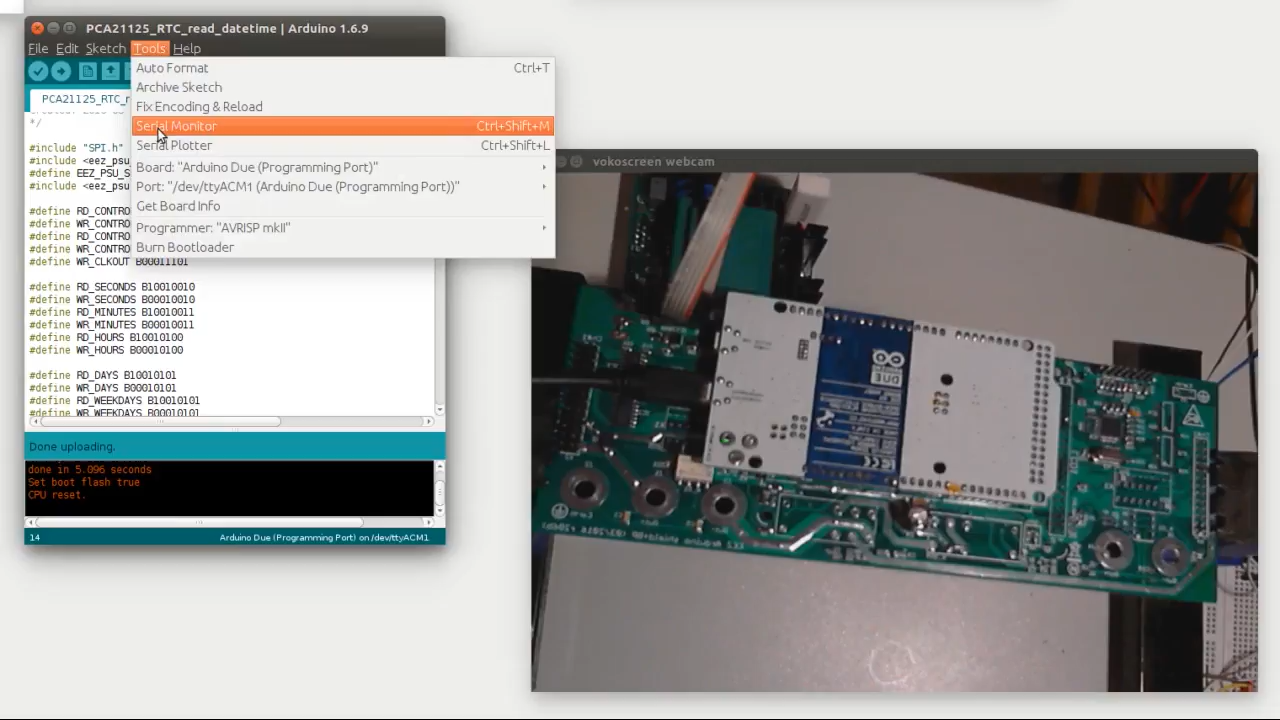 PCA21125_RTC_read_datetime | Arduino 1.6.9
File Edit Sketch Tools Help
Auto Format Ctrl+T
Archive Sketch
Fix Encoding & Reload
Serial Monitor Ctrl+Shift+M
Serial Plotter Ctrl+Shift+L
Board: "Arduino Due (Programming Port)"
Port: "/dev/ttyACM1 (Arduino Due (Programming Port))"
Get Board Info
Programmer: "AVRISP mkII"
Burn Bootloader
PCA21125_RTC_r
*/
#include "SPI.h"
#include <eez_psu
#define EEZ_PSU_S
#include <eez_psu
#define RD_CONTRO
#define WR_CONTRO
#define RD_CONTRO
#define WR_CONTRO
#define WR_CLKOUT B00011101
#define RD_SECONDS B10010010
#define WR_SECONDS B00010010
#define RD_MINUTES B10010011
#define WR_MINUTES B00010011
#define RD_HOURS B10010100
#define WR_HOURS B00010100
#define RD_DAYS B10010101
#define WR_DAYS B00010101
#define RD_WEEKDAYS B10010101
#define WR_WEEKDAYS B00010101
Done uploading.
done in 5.096 seconds
Set boot flash true
CPU reset.
14 Arduino Due (Programming Port) on /dev/ttyACM1
vokoscreen webcam
DUE